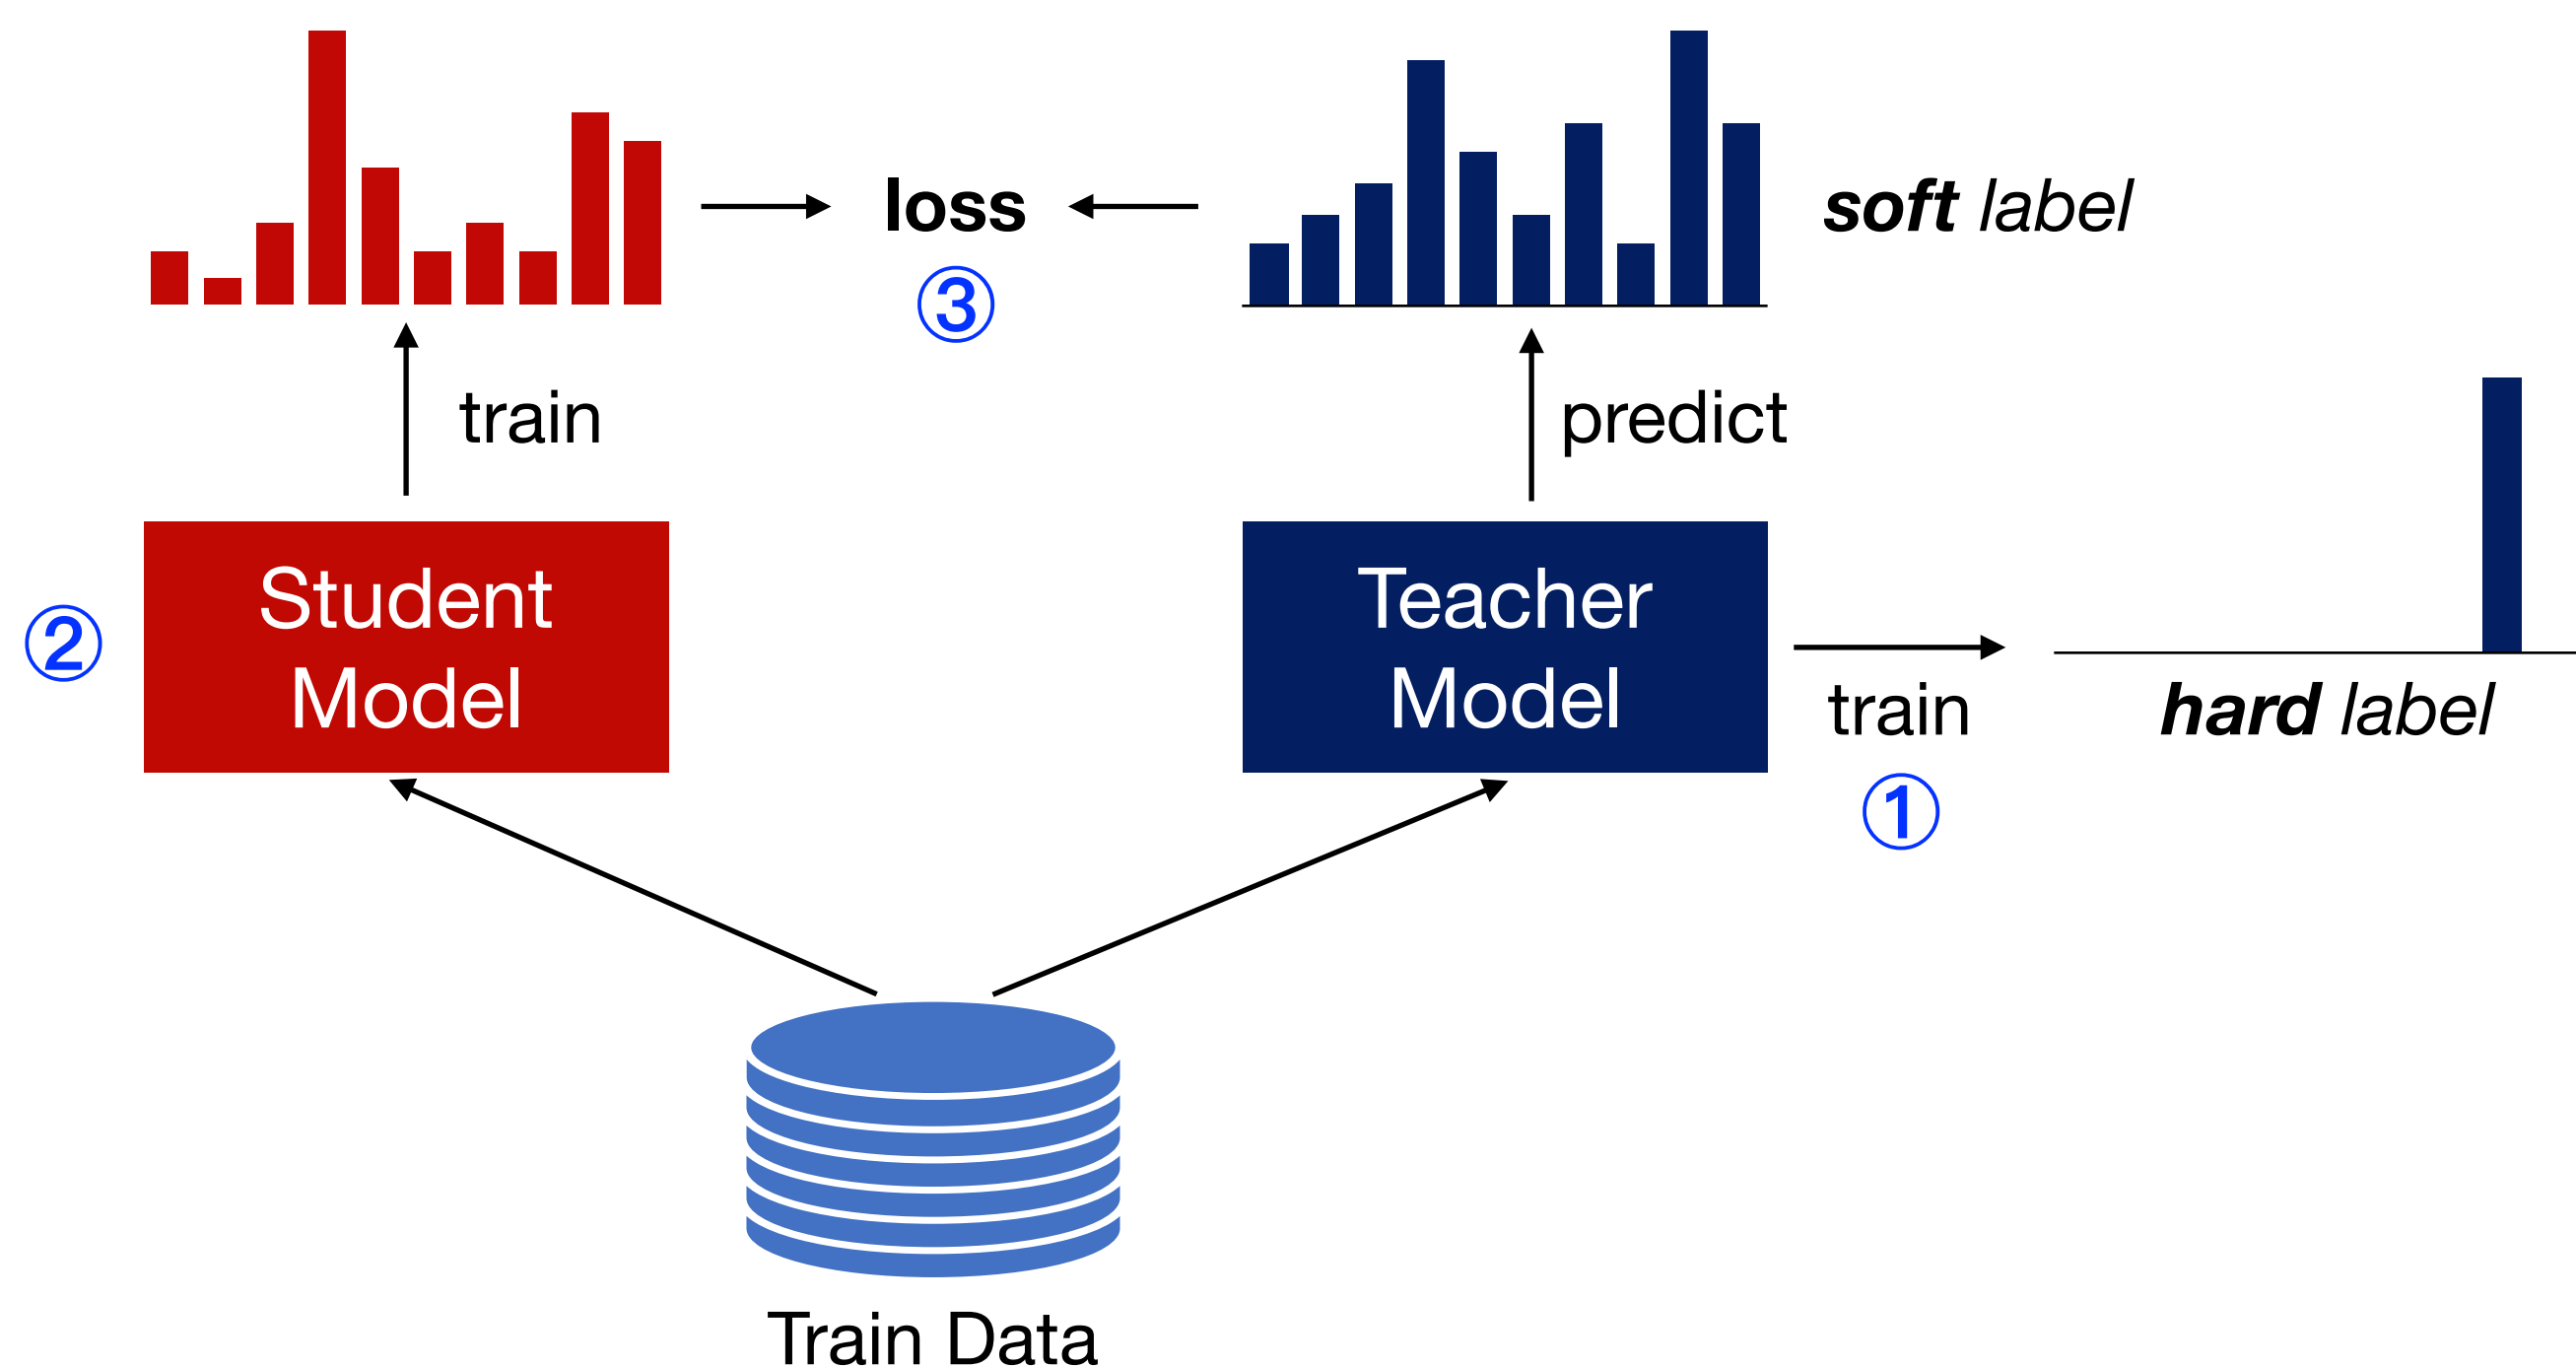 loss
③
soft label
train
predict
Student
Model
②
Teacher
Model
train
①
hard label
Train Data